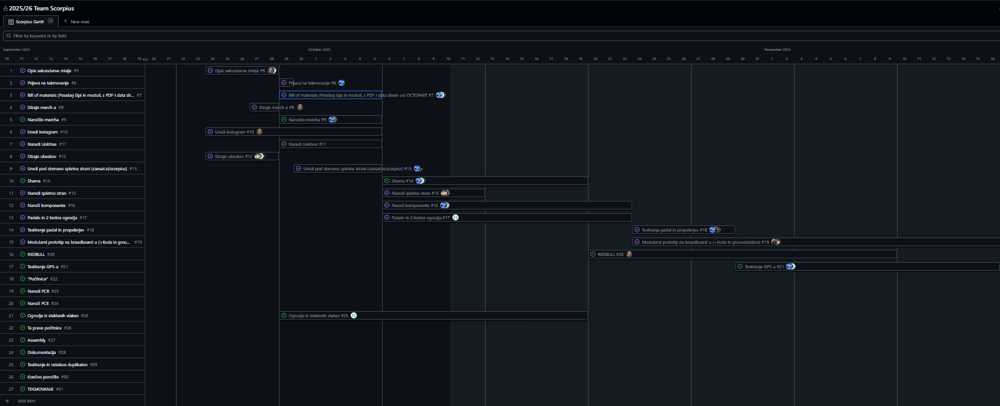 2025/26 Team Scorpius
Scorpius Gantt
New view
Filter by keyword or by field
September 2025 October 2025 November 2025
10 11 12 13 14 15 16 17 18 19 20 21 22 23 24 25 26 27 28 29 30 1 2 3 4 5 6 7 8 9 10 11 12 13 14 15 16 17 18 19 20 21 22 23 24 25 26 27 28 29 30 31 1 2 3 4 5 6 7 8 9 10 11 12 13 14 15 16
1 Opis sekundarne misije #5 Opis sekundarne misije #5
2 Prijava na tekmovanje #6 Prijava na tekmovanje #6
3 Bill of materials (Posebej čipi in moduli, s PDF-i data sh... #7 Bill of materials (Posebej čipi in moduli, s PDF-i data sheet-ov) OCTOPART #7
4 Dizajn merch-a #8 Dizajn merch-a #8
5 Naročilo mercha #9 Naročilo mercha #9
6 Uredi instagram #10 Uredi instagram #10
7 Naredi Linktree #11 Naredi Linktree #11
8 Dizajn obeskov #12 Dizajn obeskov #12
9 Uredi pod domeno spletne strani (cansat.si/scorpius) #13 Uredi pod domeno spletne strani (cansat.si/scorpius) #13
10 Shema #14 Shema #14
11 Naredi spletno stran #15 Naredi spletno stran #15
12 Naroči komponente #16 Naroči komponente #16
13 Padalo in 2 testna ogrodja #17 Padalo in 2 testna ogrodja #17
14 Testiranje padal in propelerjev #18 Testiranje padal in propelerjev #18
15 Modularni prototip na breadboard-u (+Koda in grou... #19 Modularni prototip na breadboard-u (+Koda in groundstation) #19
16 REDBULL #20 REDBULL #20
17 Testiranje GPS-a #21 Testiranje GPS-a #21
18 "Počitnice" #22
19 Naredi PCB #23
20 Naroči PCB #24
21 Ogrodje iz steklenih vlaken #25 Ogrodje iz steklenih vlaken #25
22 Ta prave počitnice #26
23 Assembly #27
24 Dokumentacija #28
25 Testiranje in izdelava duplikatov #29
26 Končno poročilo #30
27 TEKMOVANJE #31
Add item